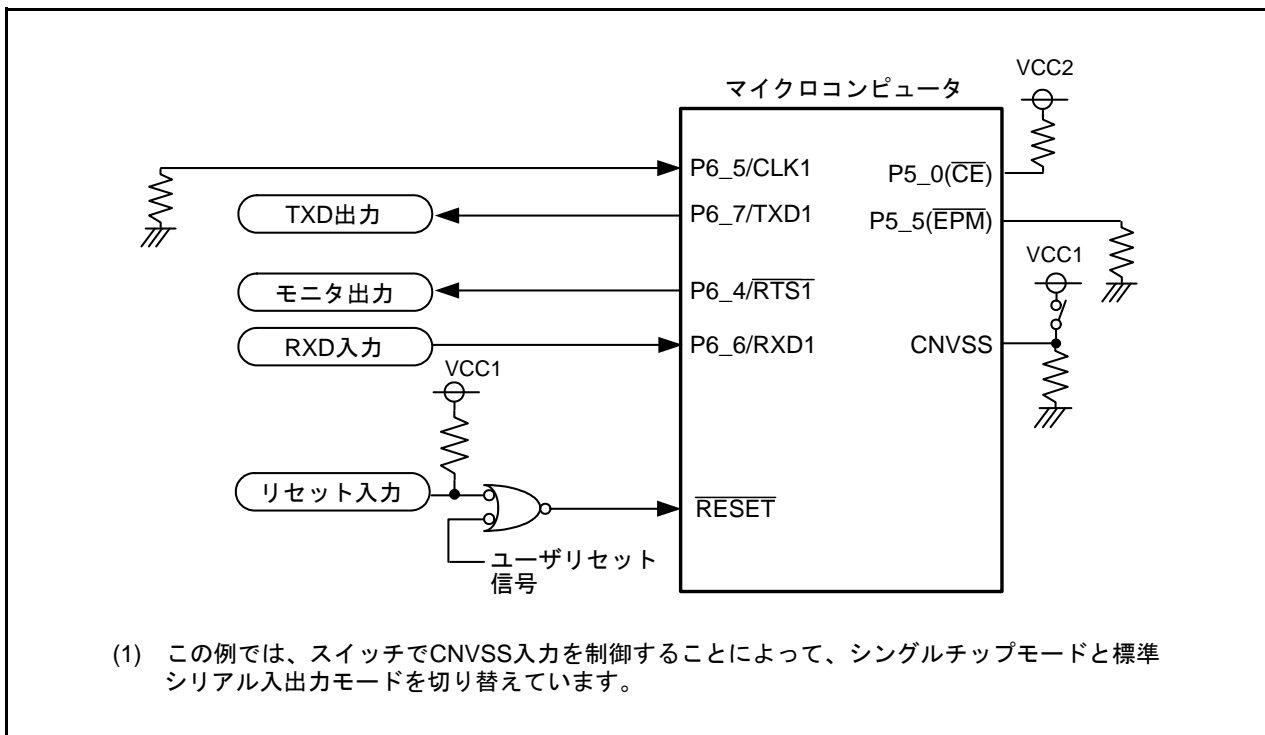 マイクロコンピュータ
VCC2
P6_5/CLK1
P5_0(C̅E̅)
TXD出力
P6_7/TXD1
P5_5(E̅P̅M̅)
VCC1
モニタ出力
P6_4/R̅T̅S̅1̅
RXD入力
P6_6/RXD1
CNVSS
VCC1
リセット入力
R̅E̅S̅E̅T̅
ユーザリセット
信号
(1) この例では、スイッチでCNVSS入力を制御することによって、シングルチップモードと標準
シリアル入出力モードを切り替えています。